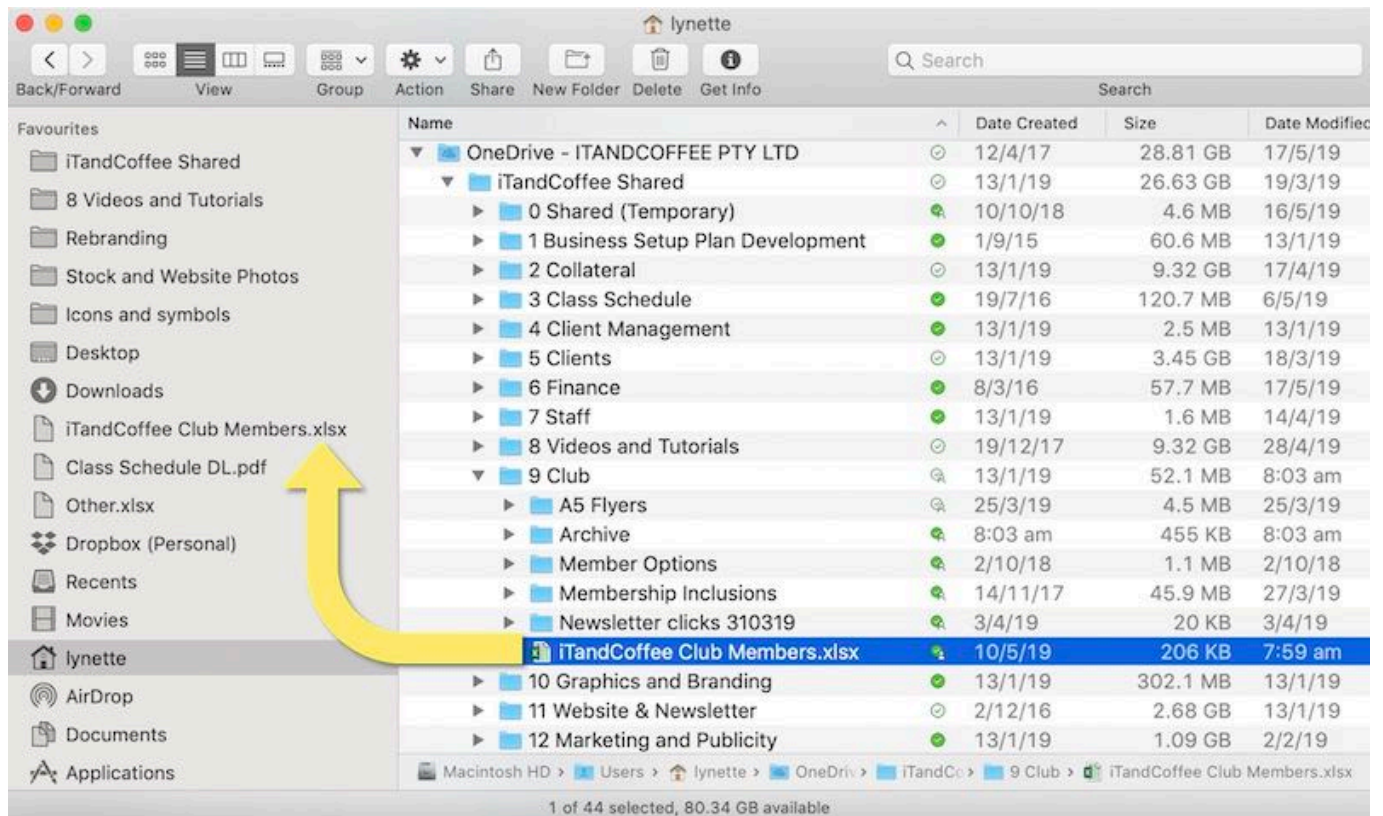 lynette
Back/Forward View Group Action Share New Folder Delete Get Info Search
Search
Favourites
iTandCoffee Shared
8 Videos and Tutorials
Rebranding
Stock and Website Photos
Icons and symbols
Desktop
Downloads
iTandCoffee Club Members.xlsx
Class Schedule DL.pdf
Other.xlsx
Dropbox (Personal)
Recents
Movies
lynette
AirDrop
Documents
Applications
Name Date Created Size Date Modified
OneDrive - ITANDCOFFEE PTY LTD 12/4/17 28.81 GB 17/5/19
iTandCoffee Shared 13/1/19 26.63 GB 19/3/19
0 Shared (Temporary) 10/10/18 4.6 MB 16/5/19
1 Business Setup Plan Development 1/9/15 60.6 MB 13/1/19
2 Collateral 13/1/19 9.32 GB 17/4/19
3 Class Schedule 19/7/16 120.7 MB 6/5/19
4 Client Management 13/1/19 2.5 MB 13/1/19
5 Clients 13/1/19 3.45 GB 18/3/19
6 Finance 8/3/16 57.7 MB 17/5/19
7 Staff 13/1/19 1.6 MB 14/4/19
8 Videos and Tutorials 19/12/17 9.32 GB 28/4/19
9 Club 13/1/19 52.1 MB 8:03 am
A5 Flyers 25/3/19 4.5 MB 25/3/19
Archive 8:03 am 455 KB 8:03 am
Member Options 2/10/18 1.1 MB 2/10/18
Membership Inclusions 14/11/17 45.9 MB 27/3/19
Newsletter clicks 310319 3/4/19 20 KB 3/4/19
iTandCoffee Club Members.xlsx 10/5/19 206 KB 7:59 am
10 Graphics and Branding 13/1/19 302.1 MB 13/1/19
11 Website & Newsletter 2/12/16 2.68 GB 13/1/19
12 Marketing and Publicity 13/1/19 1.09 GB 2/2/19
Macintosh HD › Users › lynette › OneDriv › iTandCo › 9 Club › iTandCoffee Club Members.xlsx
1 of 44 selected, 80.34 GB available